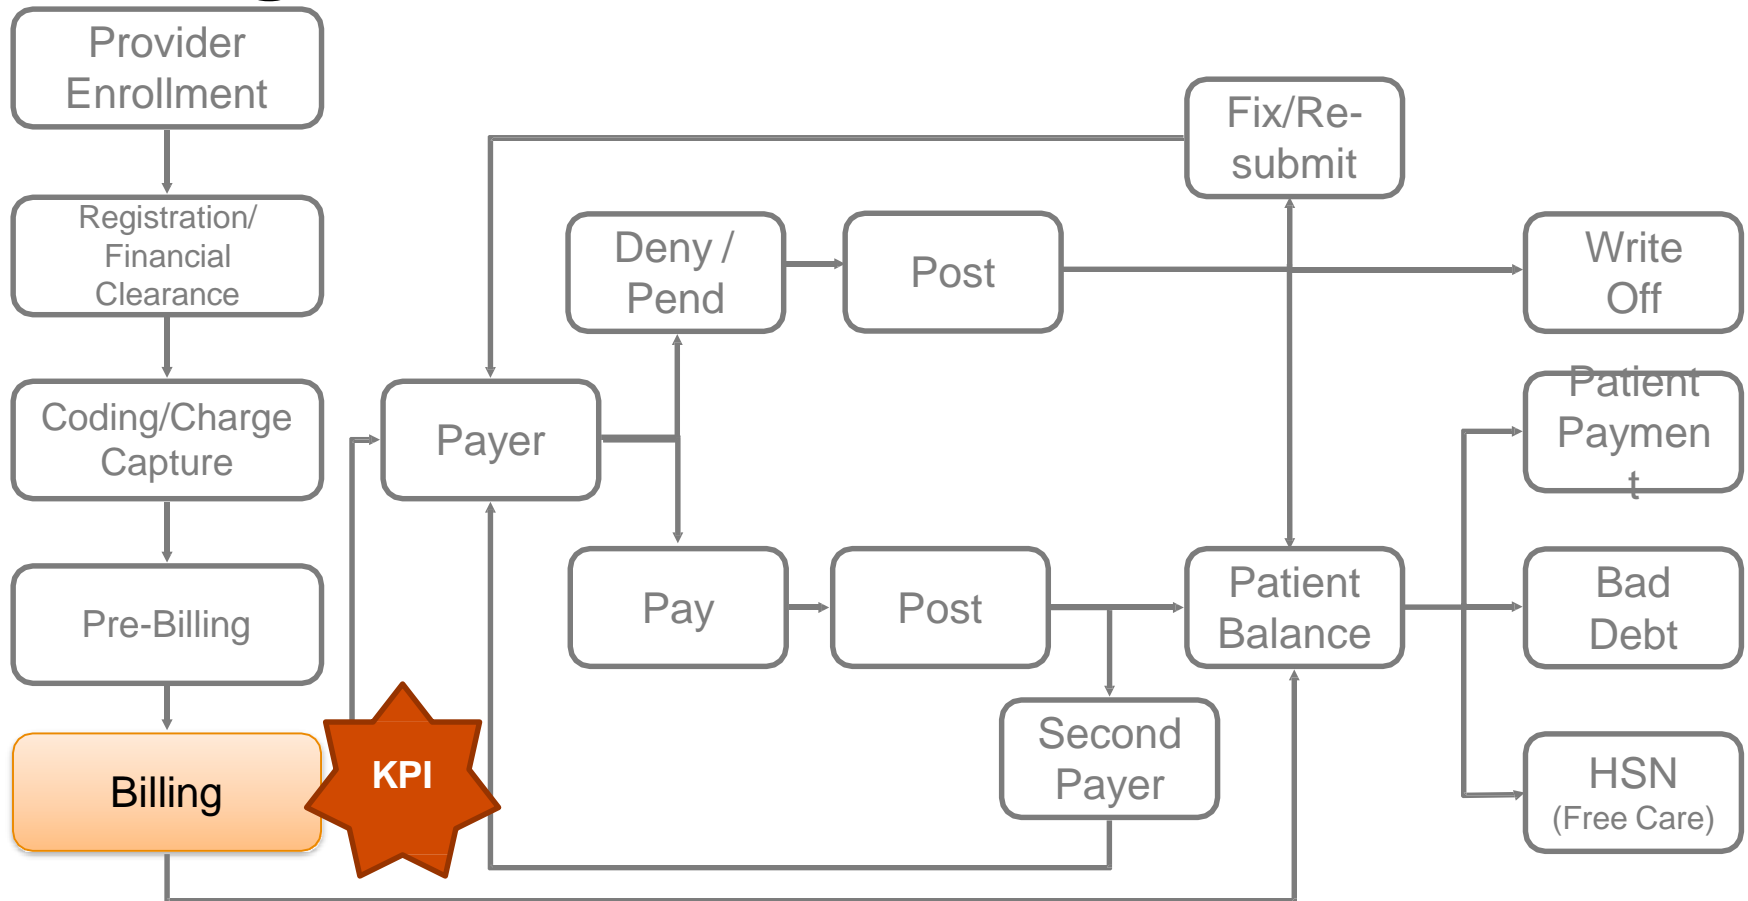 Provider
Enrollment
Registration/
Financial
Clearance
Coding/Charge
Capture
Pre-Billing
Billing
KPI
Payer
Deny /
Pend
Post
Fix/Re-
submit
Write
Off
Pay
Post
Second
Payer
Patient
Balance
Patient
Paymen
t
Bad
Debt
HSN
(Free Care)